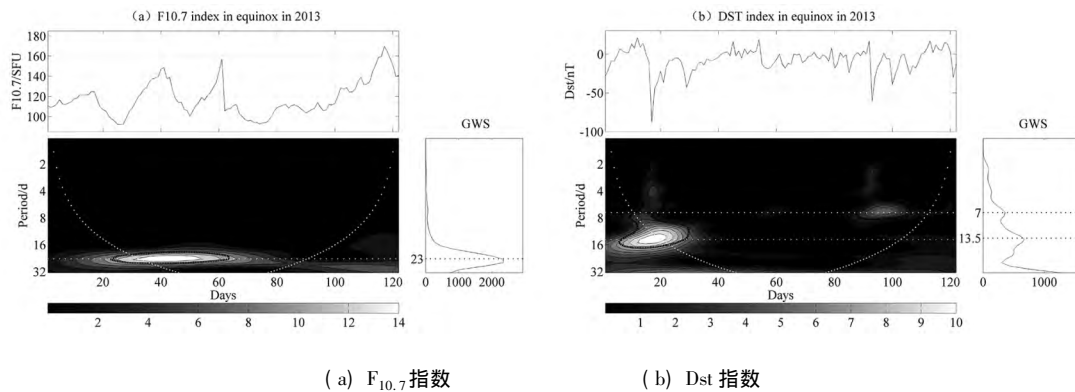 （a）F10.7 index in equinox in 2013
180
160
140
120
100
F10.7/SFU
GWS
2
4
8
16
32
Period/d
23
0 20 40 60 80 100 120
Days
0 1000 2000
2 4 6 8 10 12 14
(a) F10.7指数
（b）DST index in equinox in 2013
0
-50
-100
Dst/nT
GWS
2
4
8
16
32
Period/d
7
13.5
0 20 40 60 80 100 120
Days
0 1000
1 2 3 4 5 6 7 8 9 10
(b) Dst 指数